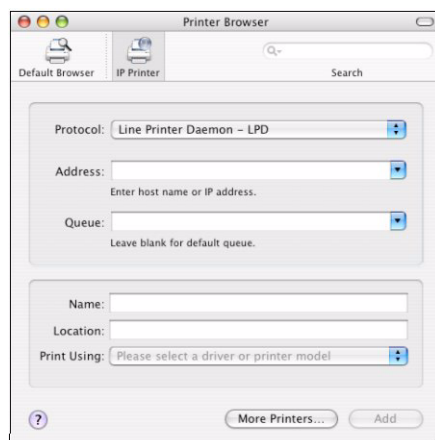 Printer Browser
Default Browser
IP Printer
Search
Protocol: Line Printer Daemon – LPD
Address:
Enter host name or IP address.
Queue:
Leave blank for default queue.
Name:
Location:
Print Using: Please select a driver or printer model
? More Printers... Add